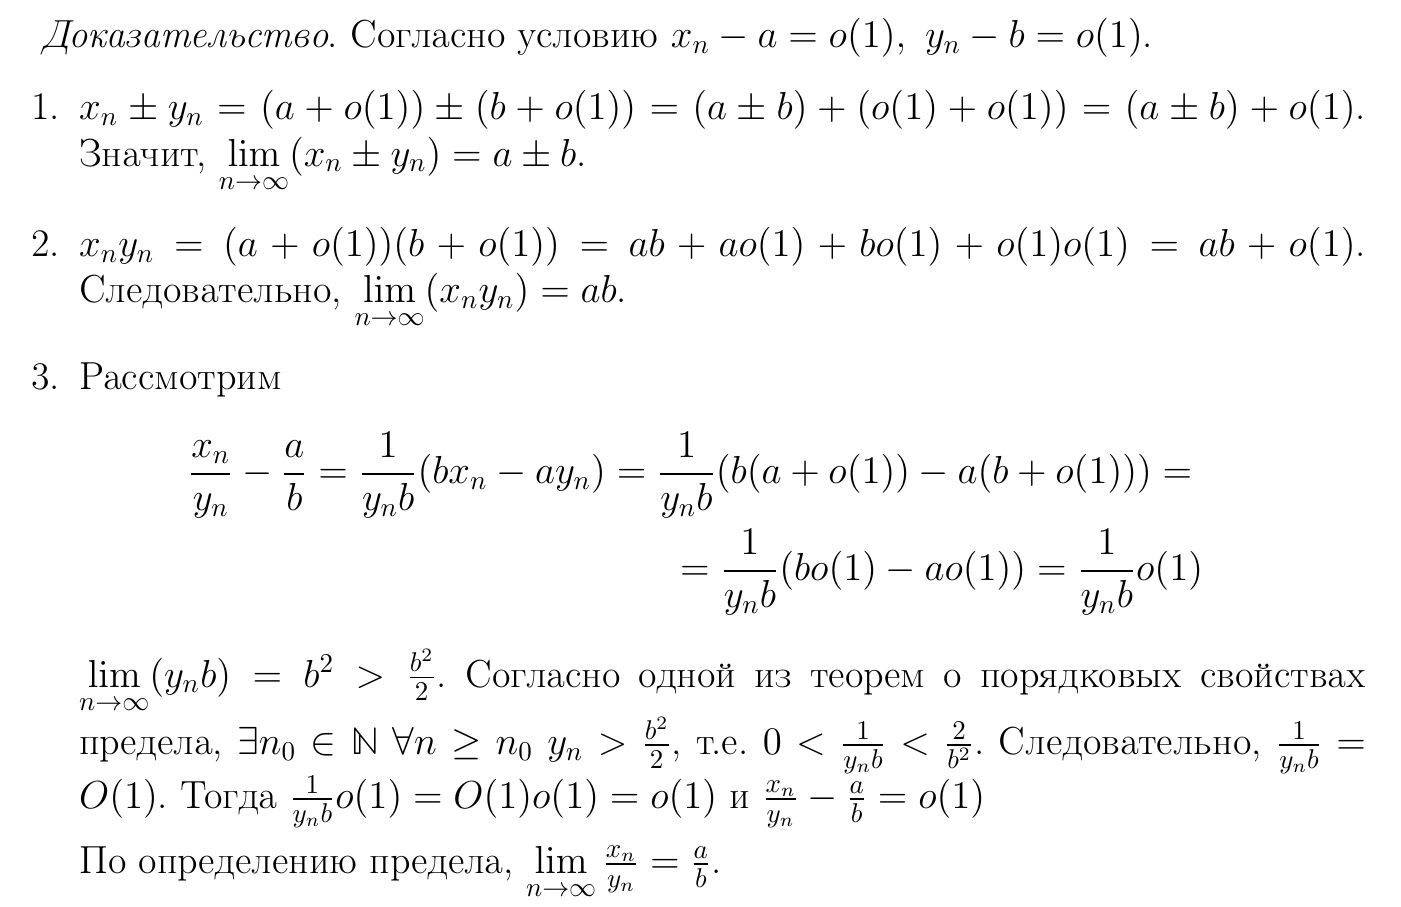 Доказательство. Согласно условию $x_n - a = o(1),\ y_n - b = o(1)$.
1. $x_n \pm y_n = (a + o(1)) \pm (b + o(1)) = (a \pm b) + (o(1) + o(1)) = (a \pm b) + o(1)$.
Значит, $\lim\limits_{n\to\infty}(x_n \pm y_n) = a \pm b$.
2. $x_n y_n = (a + o(1))(b + o(1)) = ab + ao(1) + bo(1) + o(1)o(1) = ab + o(1)$.
Следовательно, $\lim\limits_{n\to\infty}(x_n y_n) = ab$.
3. Рассмотрим
$\dfrac{x_n}{y_n} - \dfrac{a}{b} = \dfrac{1}{y_n b}(bx_n - ay_n) = \dfrac{1}{y_n b}(b(a + o(1)) - a(b + o(1))) =$
$= \dfrac{1}{y_n b}(bo(1) - ao(1)) = \dfrac{1}{y_n b}o(1)$
$\lim\limits_{n\to\infty}(y_n b) = b^2 > \frac{b^2}{2}$. Согласно одной из теорем о порядковых свойствах
предела, $\exists n_0 \in \mathbb{N}\ \forall n \geq n_0\ y_n > \frac{b^2}{2}$, т.е. $0 < \frac{1}{y_n b} < \frac{2}{b^2}$. Следовательно, $\frac{1}{y_n b} =$
$O(1)$. Тогда $\frac{1}{y_n b}o(1) = O(1)o(1) = o(1)$ и $\frac{x_n}{y_n} - \frac{a}{b} = o(1)$
По определению предела, $\lim\limits_{n\to\infty} \frac{x_n}{y_n} = \frac{a}{b}$.